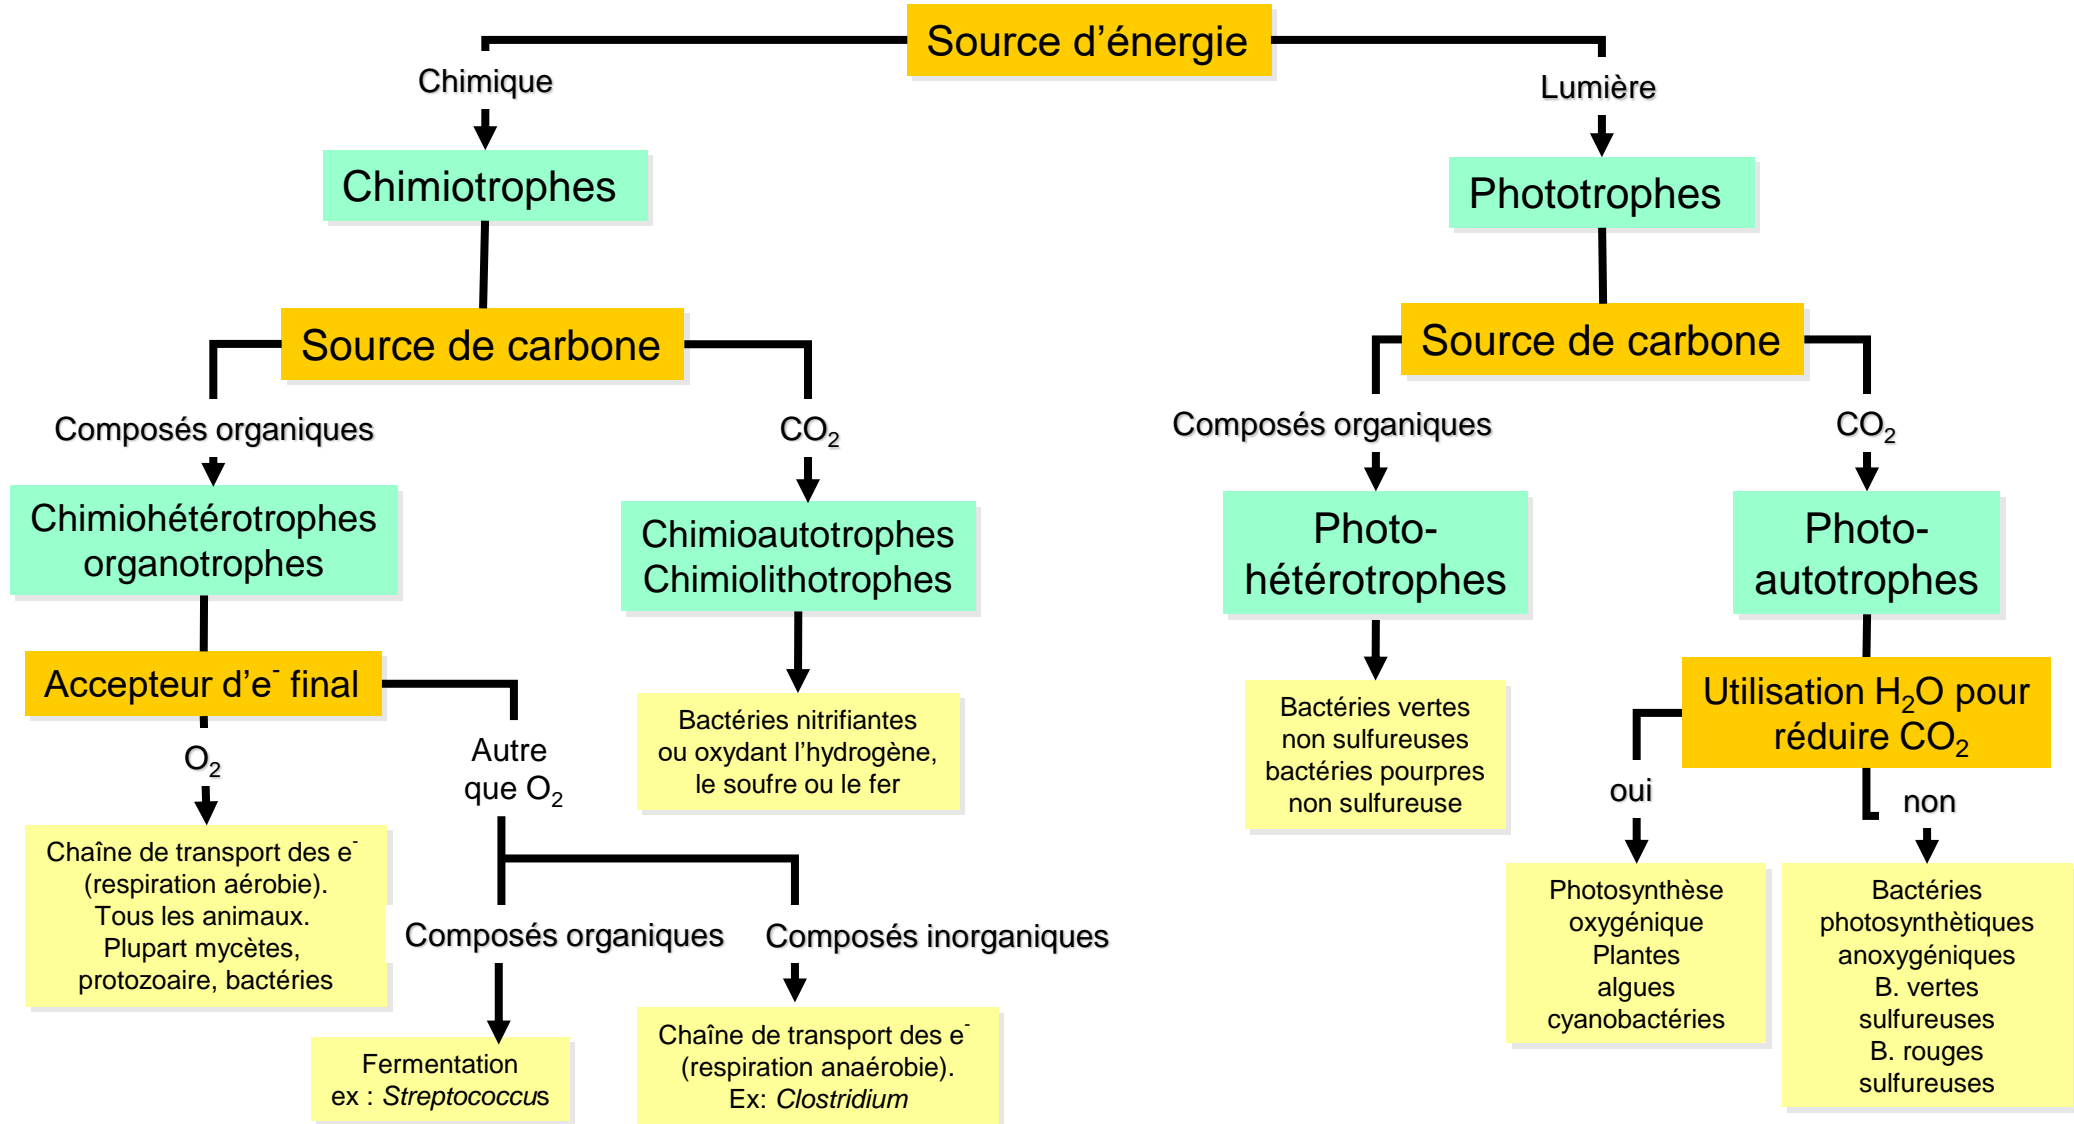 Source d'énergie
Chimique
Lumière
Chimiotrophes
Phototrophes
Source de carbone
Source de carbone
Composés organiques
CO₂
Composés organiques
CO₂
Chimiohétérotrophes
organotrophes
Chimioautotrophes
Chimiolithotrophes
Photo-
hétérotrophes
Photo-
autotrophes
Accepteur d'e⁻ final
O₂
Autre
que O₂
Bactéries nitrifiantes
ou oxydant l'hydrogène,
le soufre ou le fer
Bactéries vertes
non sulfureuses
bactéries pourpres
non sulfureuse
Utilisation H₂O pour
réduire CO₂
oui
non
Chaîne de transport des e⁻
(respiration aérobie).
Tous les animaux.
Plupart mycètes,
protozoaire, bactéries
Composés organiques
Composés inorganiques
Fermentation
ex : Streptococcus
Chaîne de transport des e⁻
(respiration anaérobie).
Ex: Clostridium
Photosynthèse
oxygénique
Plantes
algues
cyanobactéries
Bactéries
photosynthètiques
anoxygéniques
B. vertes
sulfureuses
B. rouges
sulfureuses